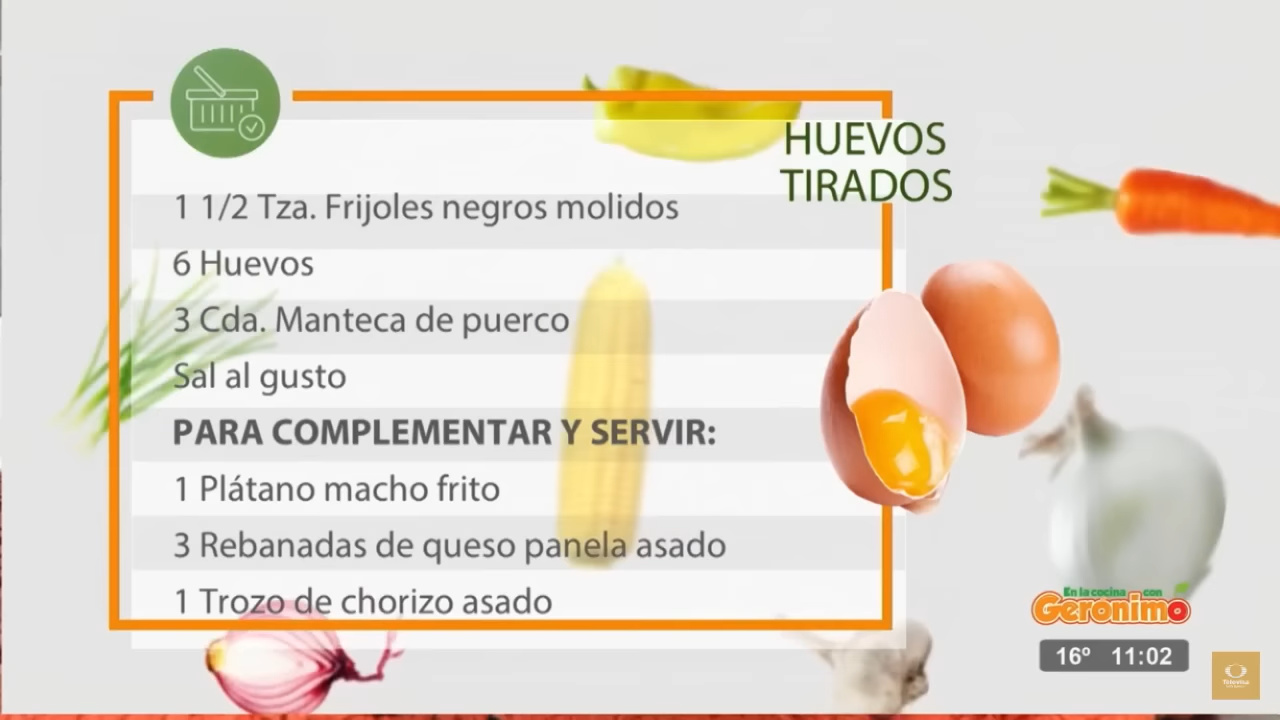 HUEVOS
TIRADOS
1 1/2 Tza. Frijoles negros molidos
6 Huevos
3 Cda. Manteca de puerco
Sal al gusto
PARA COMPLEMENTAR Y SERVIR:
1 Plátano macho frito
3 Rebanadas de queso panela asado
1 Trozo de chorizo asado
En la cocina con
Geronimo
16º 11:02
Televisa